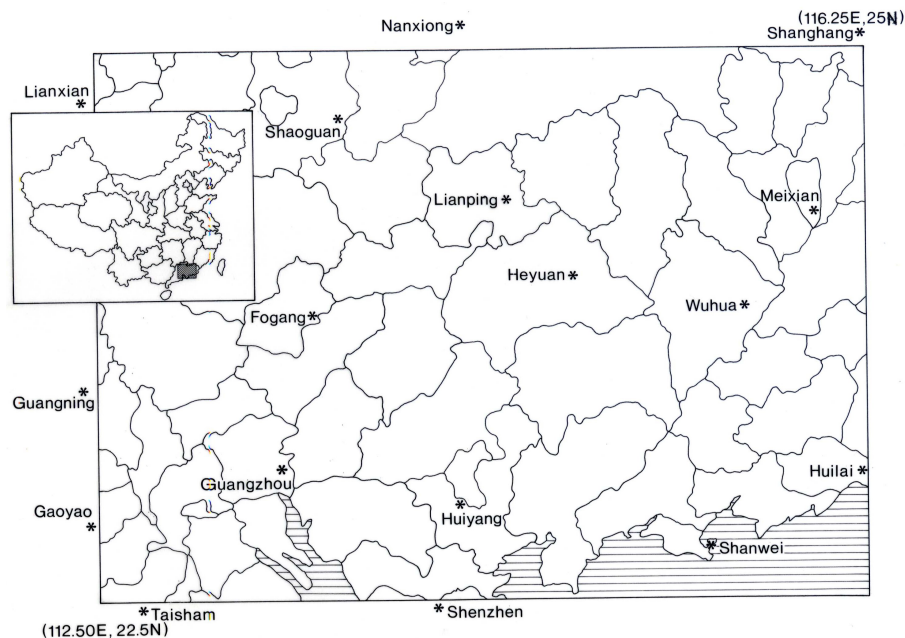 Nanxiong*
(116.25E,25N)
Shanghang*
Lianxian
*
Shaoguan *
Lianping *
Meixian *
Heyuan *
Wuhua *
Fogang *
Guangning *
Guangzhou *
Huilai *
Gaoyao *
Huiyang *
* Shanwei
* Taisham
* Shenzhen
(112.50E, 22.5N)